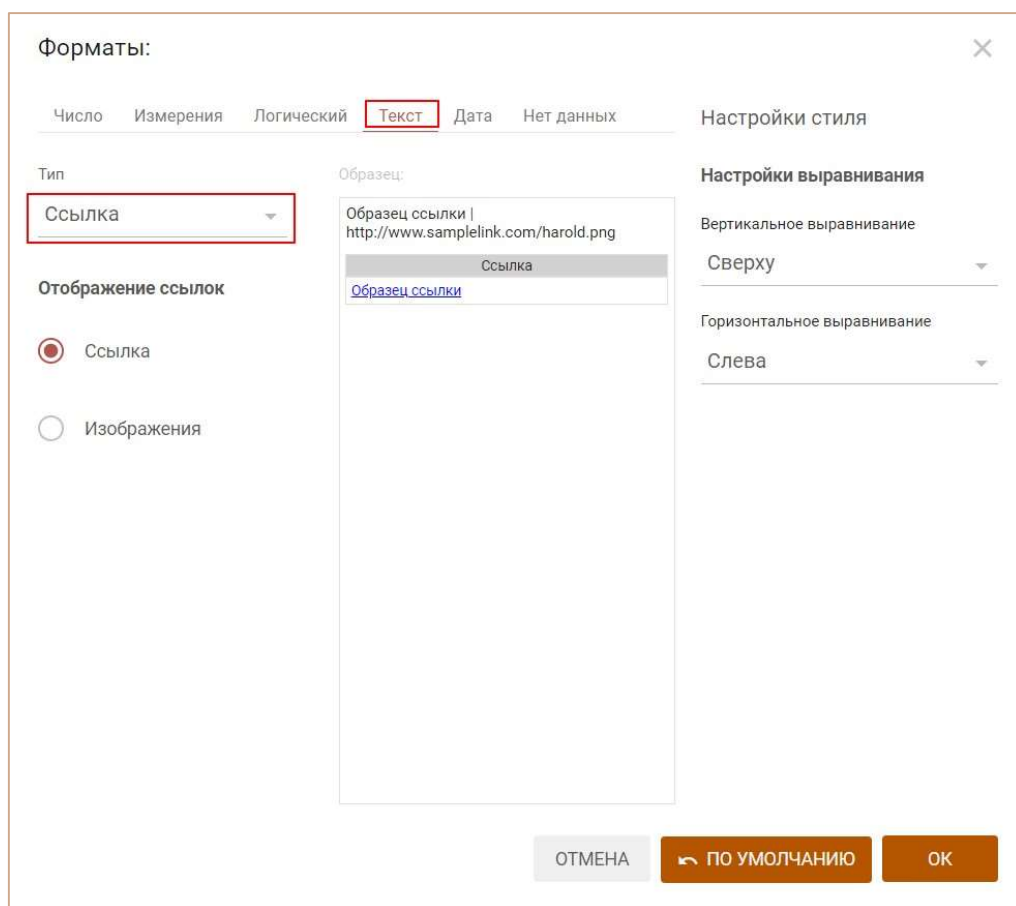 Форматы:
Число Измерения Логический Текст Дата Нет данных
Тип
Ссылка
Отображение ссылок
Ссылка
Изображения
Образец:
Образец ссылки |
http://www.samplelink.com/harold.png
Ссылка
Образец ссылки
Настройки стиля
Настройки выравнивания
Вертикальное выравнивание
Сверху
Горизонтальное выравнивание
Слева
ОТМЕНА ПО УМОЛЧАНИЮ ОК